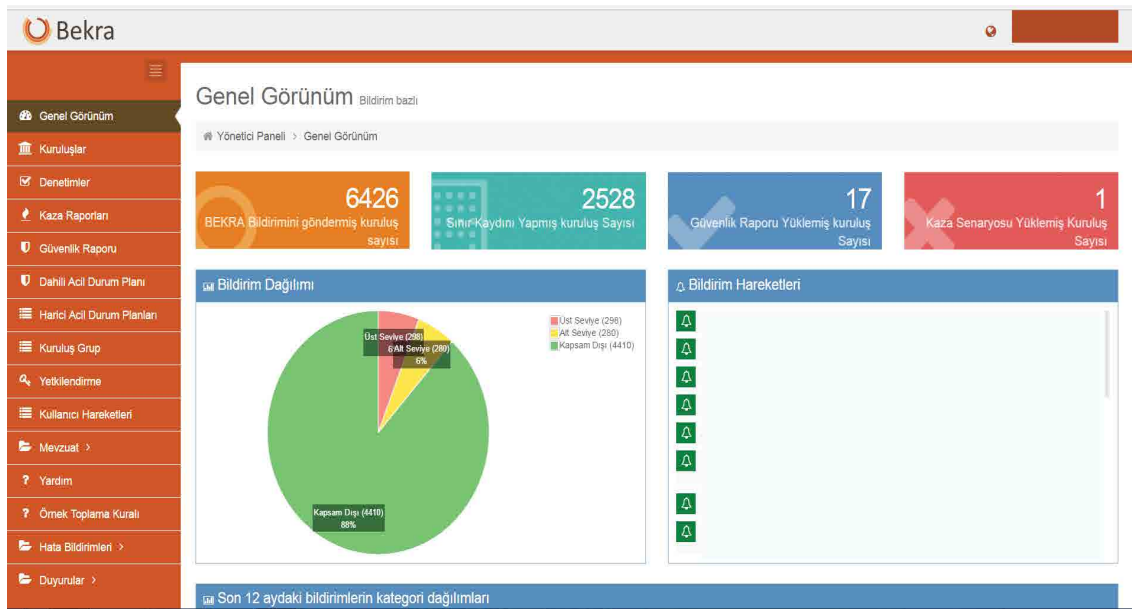 Bekra
Genel Görünüm
Kuruluşlar
Denetimler
Kaza Raporları
Güvenlik Raporu
Dahili Acil Durum Planı
Harici Acil Durum Planları
Kuruluş Grup
Yetkilendirme
Kullanıcı Hareketleri
Mevzuat >
Yardım
Örnek Toplama Kuralı
Hata Bildirimleri >
Duyurular >
Genel Görünüm Bildirim bazlı
Yönetici Paneli > Genel Görünüm
6426
BEKRA Bildirimini göndermiş kuruluş
sayısı
2528
Sınır Kaydını Yapmış kuruluş Sayısı
17
Güvenlik Raporu Yüklemiş kuruluş
Sayısı
1
Kaza Senaryosu Yüklemiş Kuruluş
Sayısı
Bildirim Dağılımı
Üst Seviye (298)
Alt Seviye (280)
6%
Kapsam Dışı (4410)
88%
Üst Seviye (298)
Alt Seviye (280)
Kapsam Dışı (4410)
Bildirim Hareketleri
Son 12 aydaki bildirimlerin kategori dağılımları